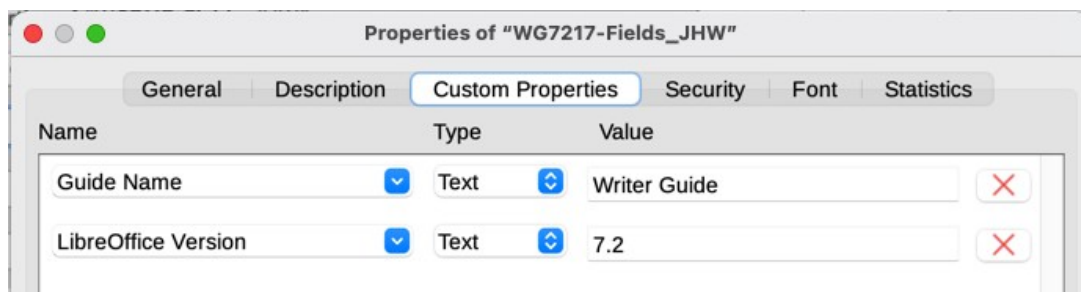 Properties of “WG7217-Fields_JHW”
General Description Custom Properties Security Font Statistics
Name Type Value
Guide Name Text Writer Guide
LibreOffice Version Text 7.2